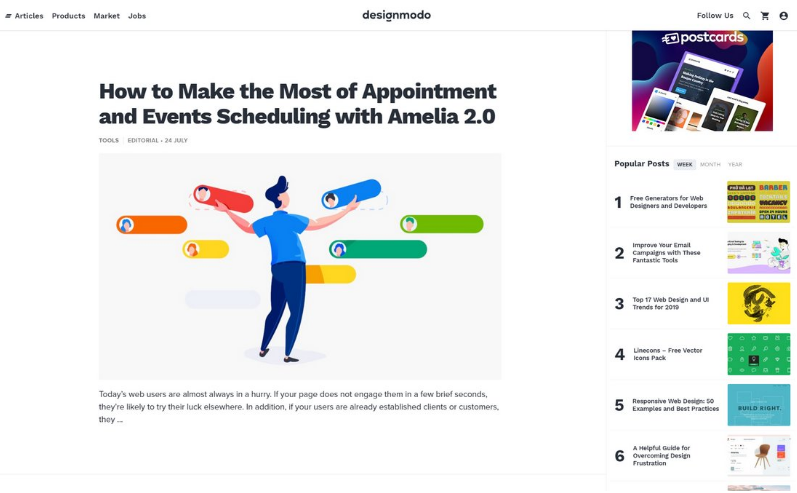 Articles Products Market Jobs
designmodo
Follow Us
postcards
How to Make the Most of Appointment
and Events Scheduling with Amelia 2.0
TOOLS EDITORIAL • 24 JULY
Today's web users are almost always in a hurry. If your page does not engage them in a few brief seconds,
they're likely to try their luck elsewhere. In addition, if your users are already established clients or customers,
they ...
Popular Posts WEEK MONTH YEAR
1
Free Generators for Web
Designers and Developers
BARBER
VACANCY
2
Improve Your Email
Campaigns with These
Fantastic Tools
3
Top 17 Web Design and UI
Trends for 2019
4
Linecons – Free Vector
Icons Pack
5
Responsive Web Design: 50
Examples and Best Practices
BUILD RIGHT.
6
A Helpful Guide for
Overcoming Design
Frustration